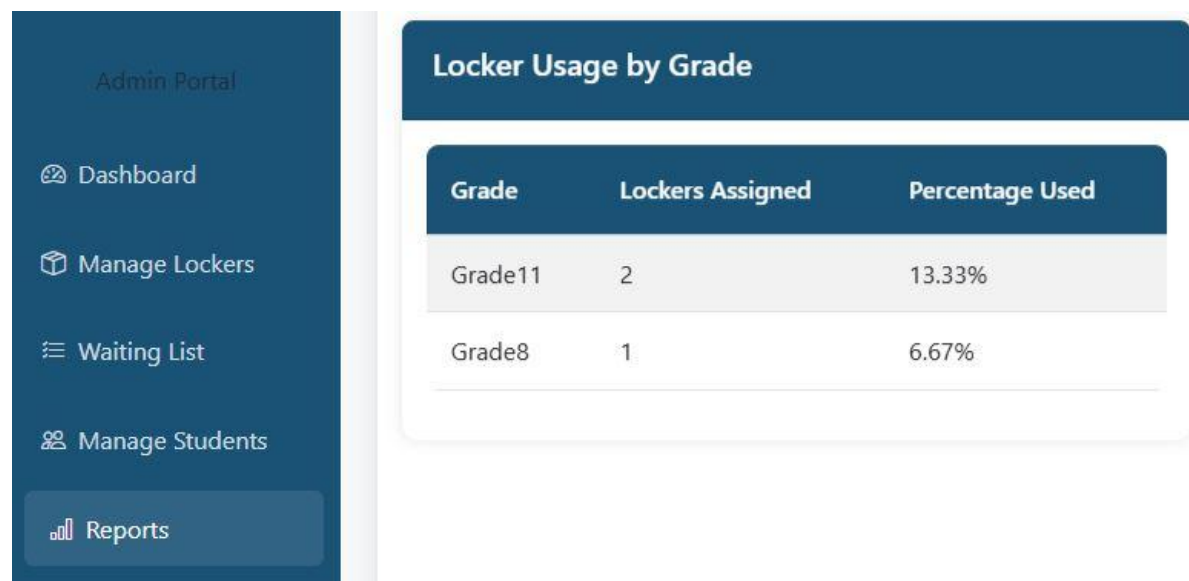 Admin Portal
Dashboard
Manage Lockers
Waiting List
Manage Students
Reports
Locker Usage by Grade
Grade Lockers Assigned Percentage Used
Grade11 2 13.33%
Grade8 1 6.67%